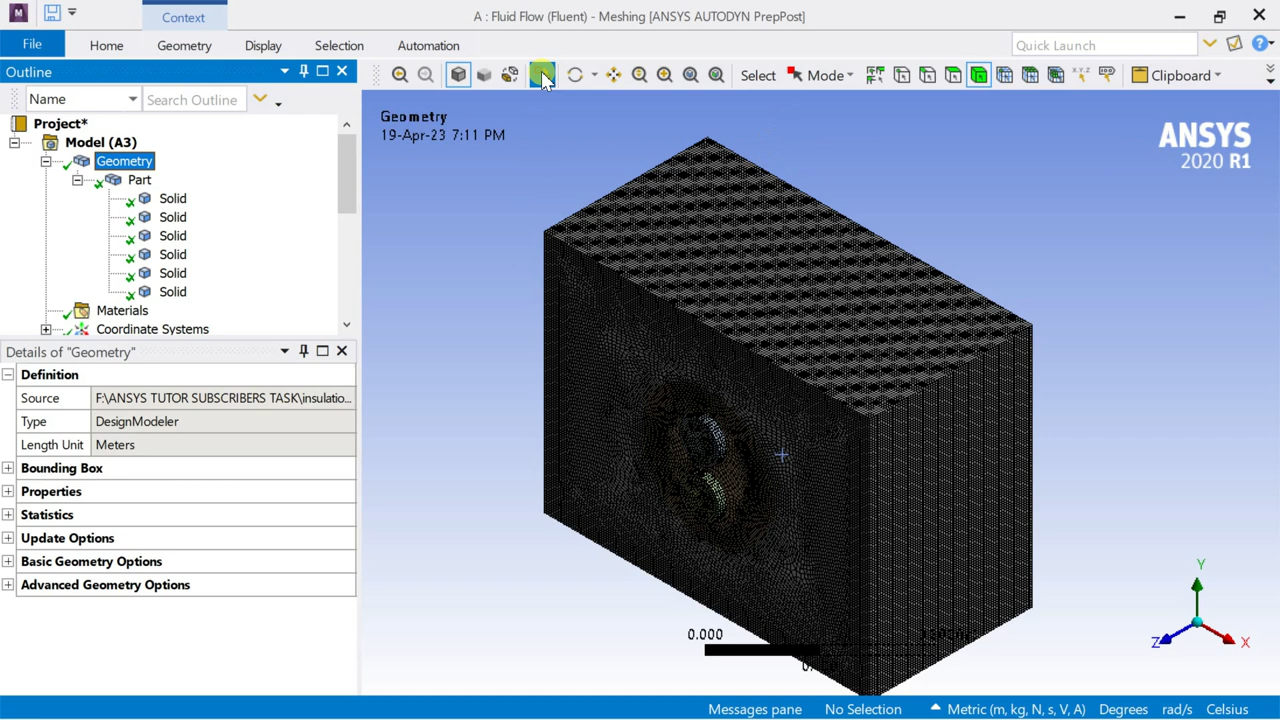 A : Fluid Flow (Fluent) - Meshing [ANSYS AUTODYN PrepPost]
Context
File Home Geometry Display Selection Automation
Quick Launch
Outline
Select Mode Clipboard
Name Search Outline
Project*
Model (A3)
Geometry
Part
Solid
Solid
Solid
Solid
Solid
Solid
Materials
Coordinate Systems
Details of "Geometry"
Definition
Source F:\ANSYS TUTOR SUBSCRIBERS TASK\insulatio...
Type DesignModeler
Length Unit Meters
Bounding Box
Properties
Statistics
Update Options
Basic Geometry Options
Advanced Geometry Options
Geometry
19-Apr-23 7:11 PM
ANSYS
2020 R1
0.000
Y
Z
X
Messages pane No Selection Metric (m, kg, N, s, V, A) Degrees rad/s Celsius